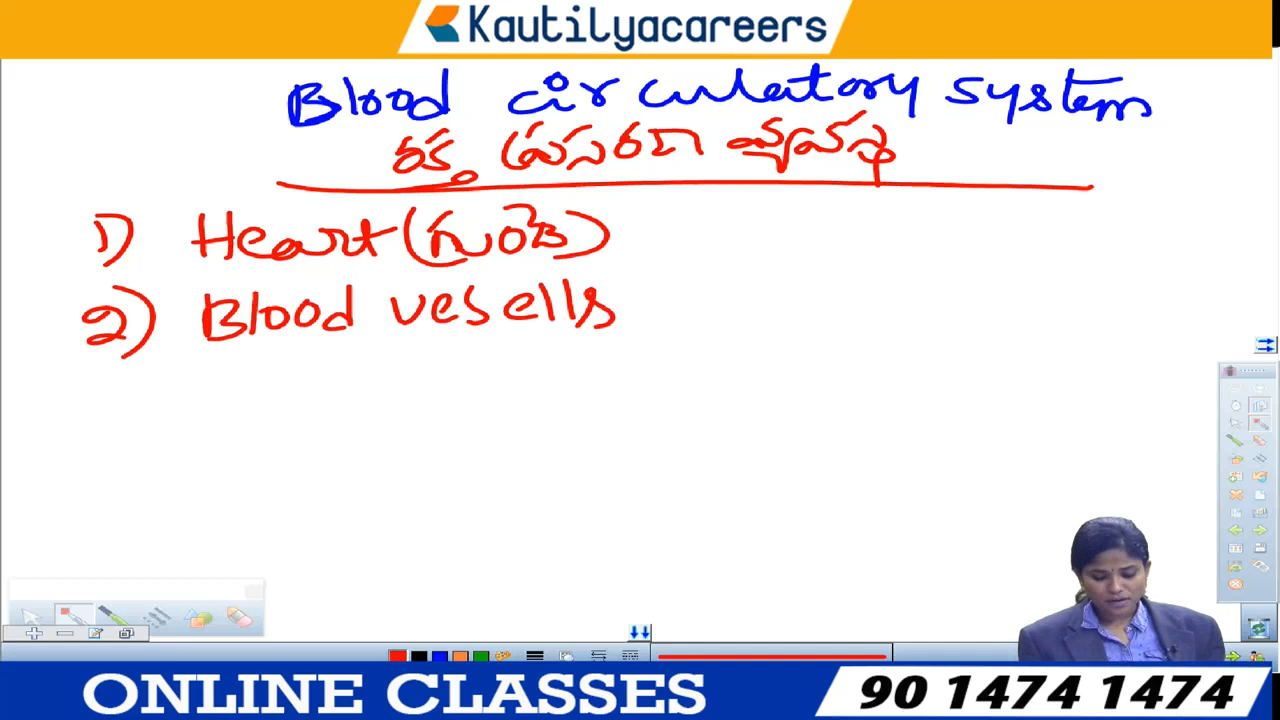 Kautilyacareers
Blood circulatory system
రక్త ప్రసరణ వ్యవస్థ
1) Heart (గుండె)
2) Blood vesells
ONLINE CLASSES
90 1474 1474